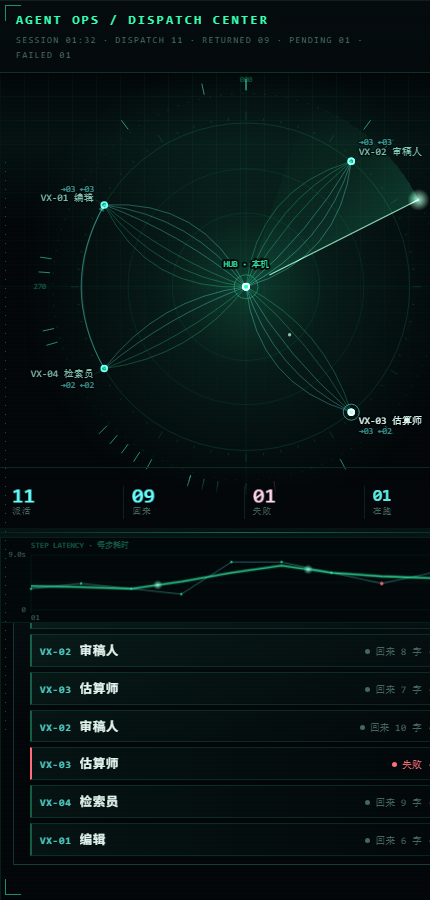 AGENT OPS / DISPATCH CENTER
SESSION 01:32 · DISPATCH 11 · RETURNED 09 · PENDING 01 ·
FAILED 01
000
→03 ←03
VX-02 审稿人
→03 ←03
VX-01 编辑
HUB · 本机
270
VX-04 检索员
→02 ←02
VX-03 估算师
→03 ←02
11
09
01
01
派活
回来
失败
在跑
STEP LATENCY · 每步耗时
9.0s
0
01
VX-02 审稿人
回来 8 字
VX-03 估算师
回来 7 字
VX-02 审稿人
回来 10 字
VX-03 估算师
失败
VX-04 检索员
回来 9 字
VX-01 编辑
回来 6 字